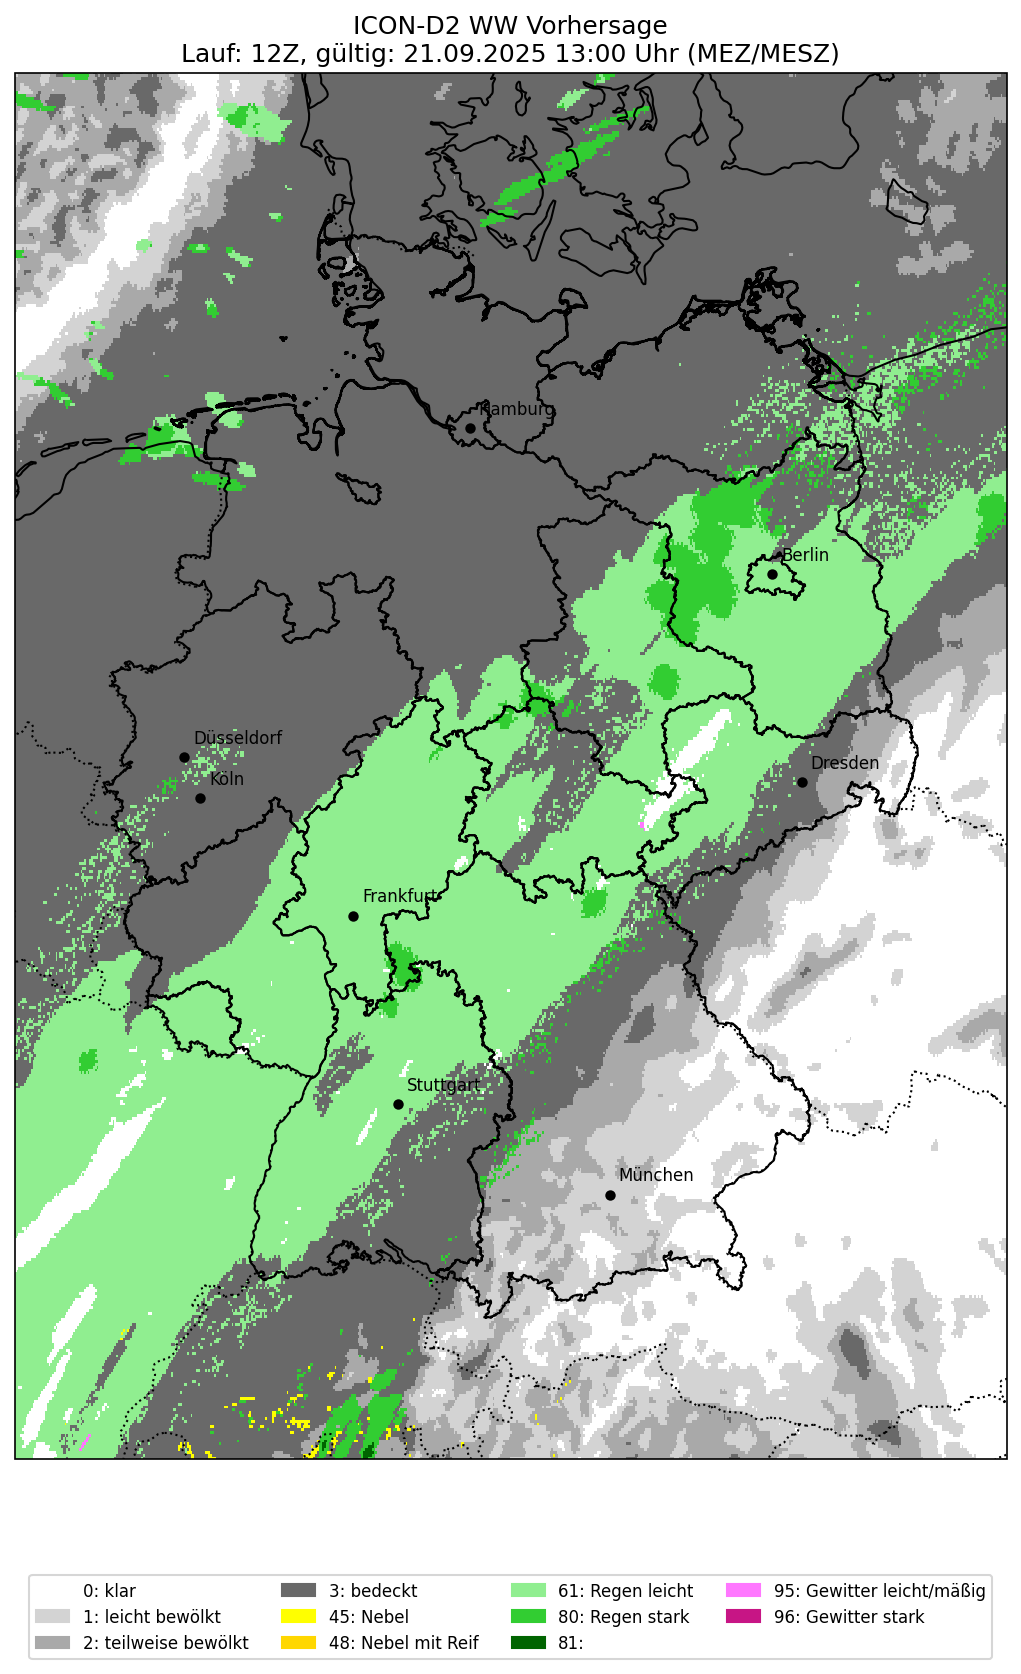 ICON-D2 WW Vorhersage
Lauf: 12Z, gültig: 21.09.2025 13:00 Uhr (MEZ/MESZ)
Hamburg
Berlin
Düsseldorf
Köln
Dresden
Frankfurt
Stuttgart
München
0: klar
1: leicht bewölkt
2: teilweise bewölkt
3: bedeckt
45: Nebel
48: Nebel mit Reif
61: Regen leicht
80: Regen stark
81:
95: Gewitter leicht/mäßig
96: Gewitter stark